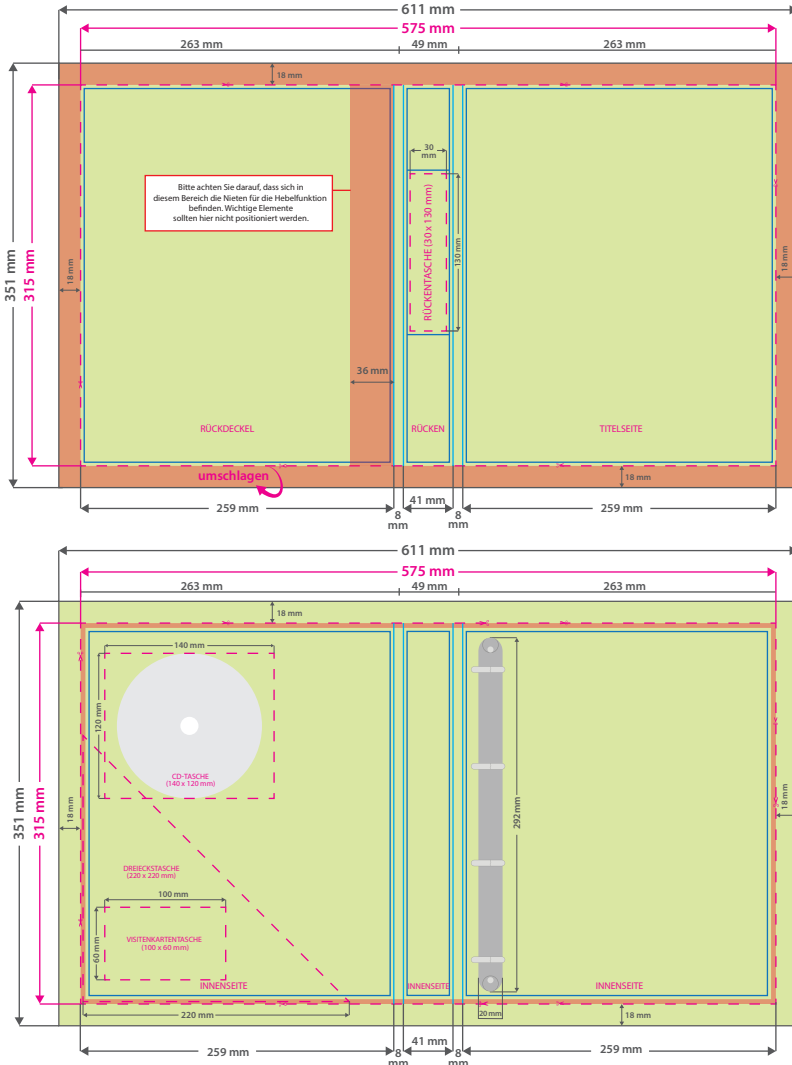 611 mm
575 mm
263 mm
49 mm
263 mm
18 mm
30
mm
Bitte achten Sie darauf, dass sich in
diesem Bereich die Nieten für die Hebelfunktion
befinden. Wichtige Elemente
sollten hier nicht positioniert werden.
RÜCKENTASCHE (30 x 130 mm)
130 mm
351 mm
315 mm
18 mm
18 mm
36 mm
RÜCKDECKEL
RÜCKEN
TITELSEITE
umschlagen
18 mm
259 mm
8
mm
41 mm
8
mm
259 mm
611 mm
575 mm
263 mm
49 mm
263 mm
18 mm
140 mm
120 mm
CD-TASCHE
(140 x 120 mm)
292 mm
351 mm
315 mm
18 mm
18 mm
DREIECKSTASCHE
(220 x 220 mm)
100 mm
60 mm
VISITENKARTENTASCHE
(100 x 60 mm)
INNENSEITE
INNENSEITE
INNENSEITE
220 mm
20 mm
18 mm
259 mm
8
mm
41 mm
8
mm
259 mm